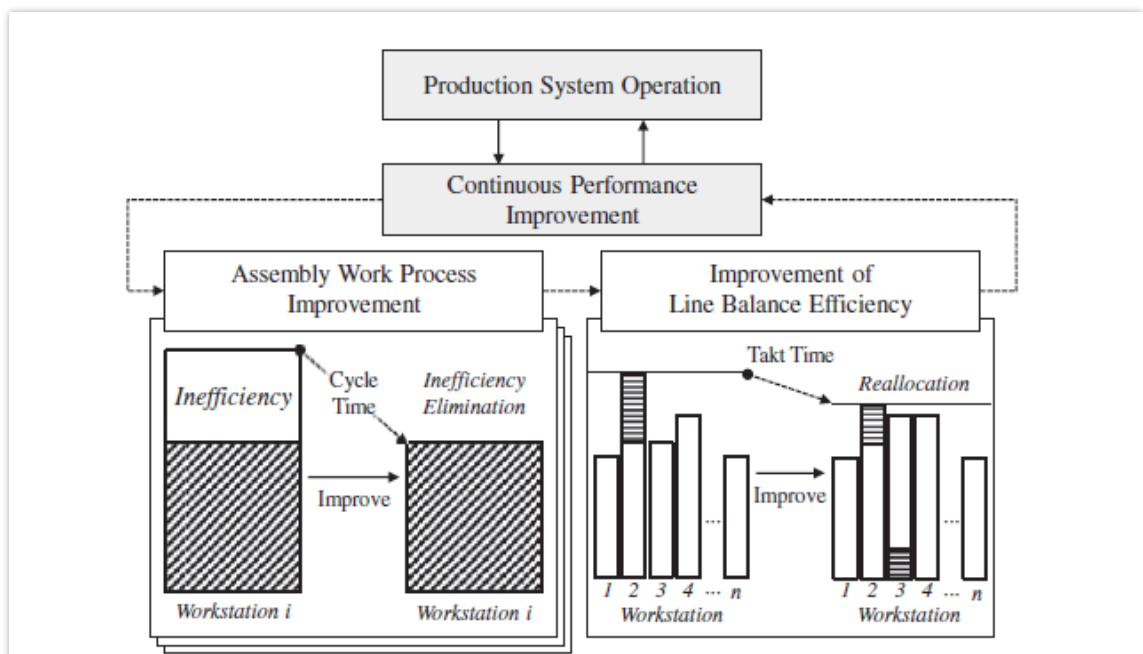 Production System Operation
Continuous Performance
Improvement
Assembly Work Process
Improvement
Improvement of
Line Balance Efficiency
Inefficiency
Cycle
Time
Inefficiency
Elimination
Improve
Workstation i
Workstation i
Takt Time
Reallocation
Improve
...
...
1 2 3 4 ... n
Workstation
1 2 3 4 ... n
Workstation